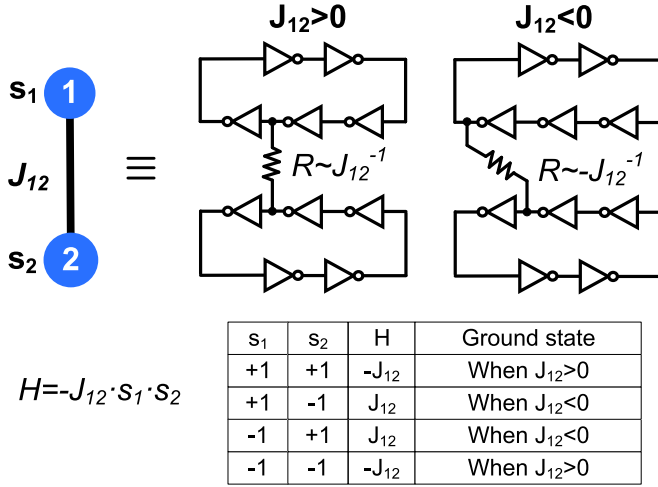 J₁₂>0
J₁₂<0
s₁
1
J₁₂
≡
s₂
2
R~J₁₂⁻¹
R~-J₁₂⁻¹
H=-J₁₂·s₁·s₂
s₁ s₂ H Ground state
+1 +1 -J₁₂ When J₁₂>0
+1 -1 J₁₂ When J₁₂<0
-1 +1 J₁₂ When J₁₂<0
-1 -1 -J₁₂ When J₁₂>0